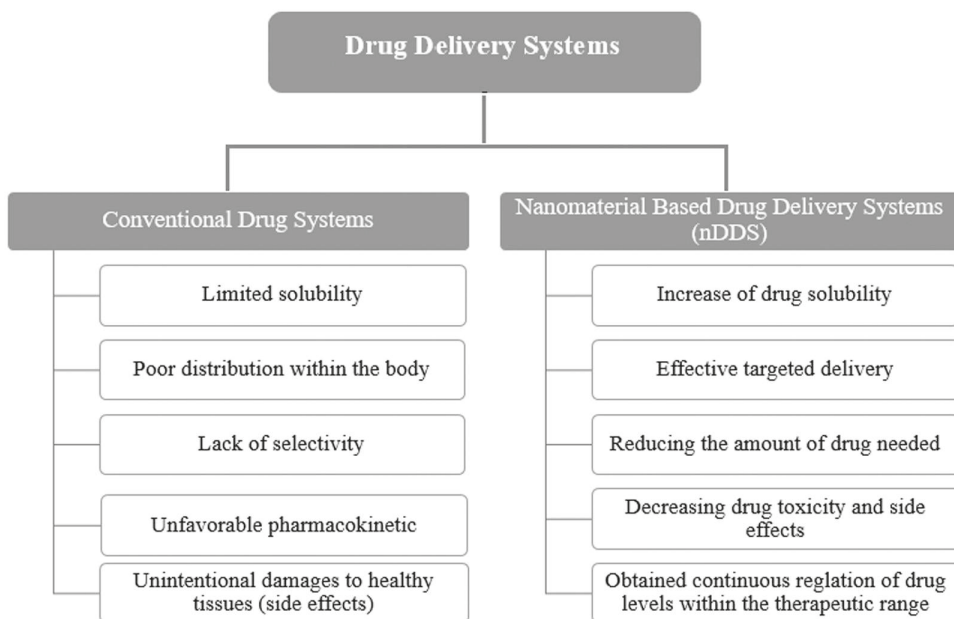 Drug Delivery Systems
Conventional Drug Systems
Limited solubility
Poor distribution within the body
Lack of selectivity
Unfavorable pharmacokinetic
Unintentional damages to healthy
tissues (side effects)
Nanomaterial Based Drug Delivery Systems
(nDDS)
Increase of drug solubility
Effective targeted delivery
Reducing the amount of drug needed
Decreasing drug toxicity and side
effects
Obtained continuous reglation of drug
levels within the therapeutic range